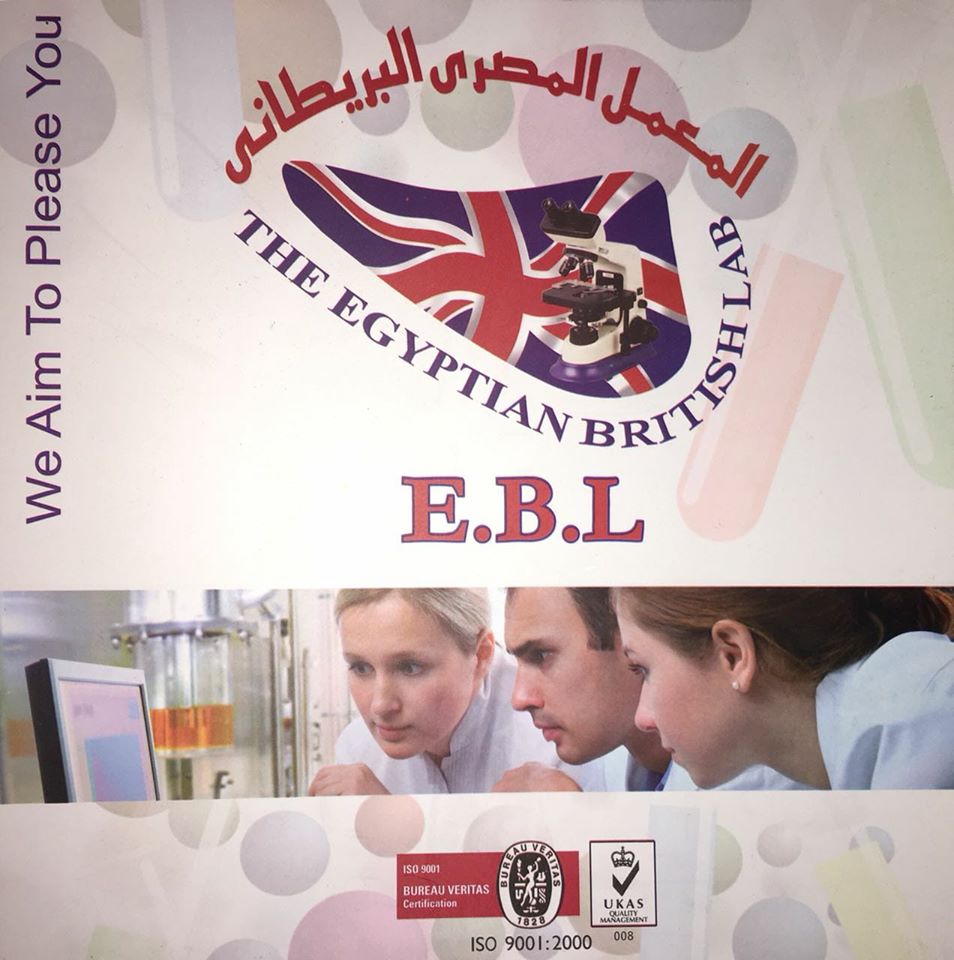 We Aim To Please You
المعمل المصرى البريطانى
THE EGYPTIAN BRITISH LAB
E.B.L
ISO 9001
BUREAU VERITAS
Certification
BUREAU VERITAS
1828
UKAS
QUALITY
MANAGEMENT
008
ISO 9001:2000